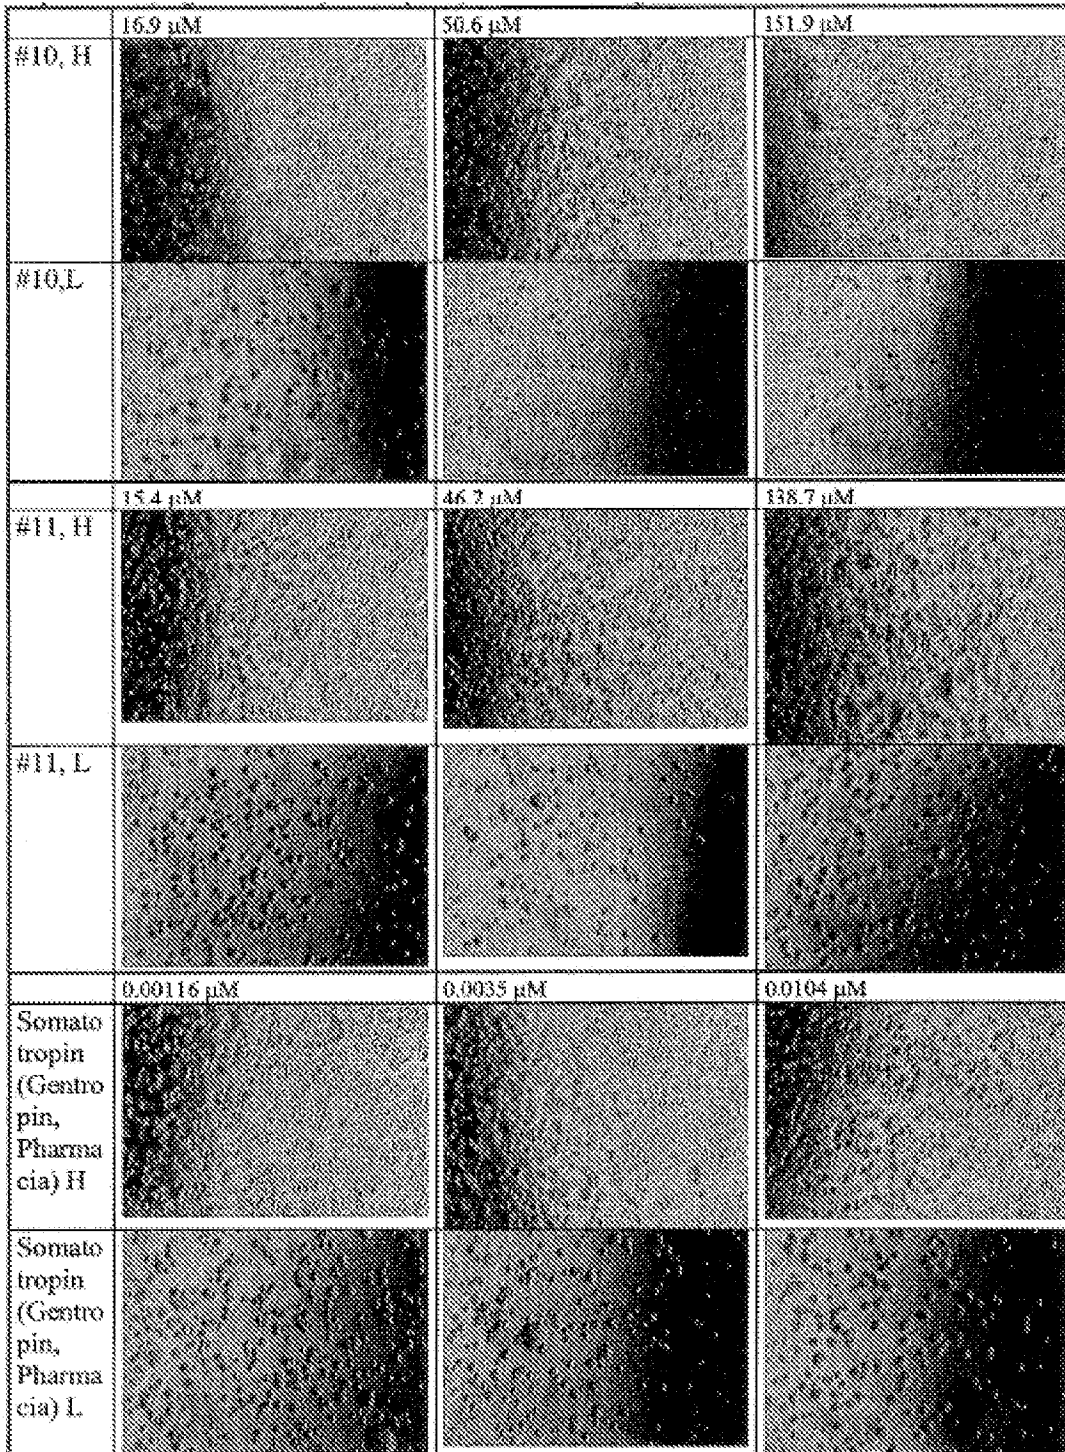 16.9 µM 50.6 µM 151.9 µM
#10, H
#10,L
15.4 µM 46.2 µM 138.7 µM
#11, H
#11, L
0.00116 µM 0.0035 µM 0.0104 µM
Somato
tropin
(Gentro
pin,
Pharma
cia) H
Somato
tropin
(Gentro
pin,
Pharma
cia) L